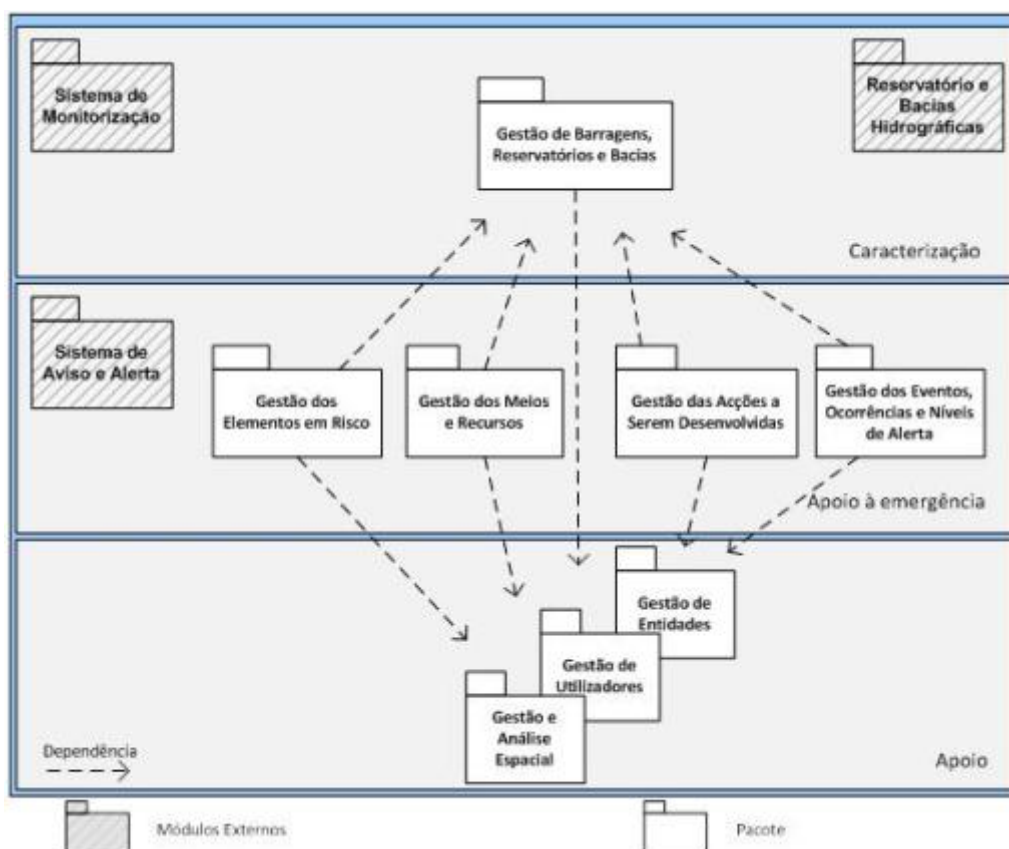 Sistema de
Monitorização
Reservatório e
Bacias
Hidrográficas
Gestão de Barragens,
Reservatórios e Bacias
Caracterização
Sistema de
Aviso e Alerta
Gestão dos
Elementos em Risco
Gestão dos Meios
e Recursos
Gestão das Acções a
Serem Desenvolvidas
Gestão dos Eventos,
Ocorrências e Níveis
de Alerta
Apoio à emergência
Gestão de
Entidades
Gestão de
Utilizadores
Gestão e
Análise
Espacial
Dependência
Apoio
Módulos Externos
Pacote